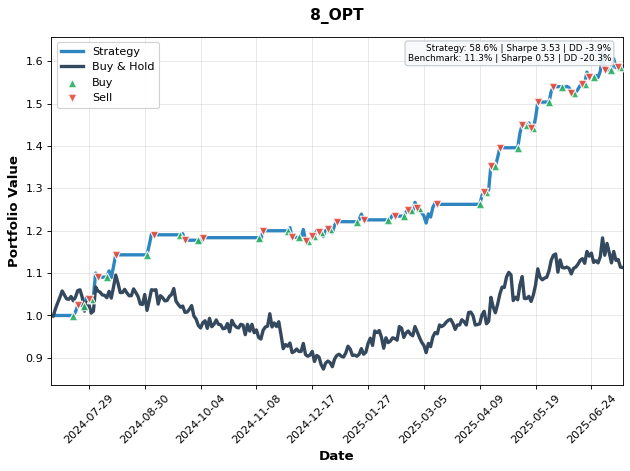 8_OPT
Strategy
Buy & Hold
Buy
Sell
Strategy: 58.6% | Sharpe 3.53 | DD -3.9%
Benchmark: 11.3% | Sharpe 0.53 | DD -20.3%
Portfolio Value
1.6
1.5
1.4
1.3
1.2
1.1
1.0
0.9
2024-07-29
2024-08-30
2024-10-04
2024-11-08
2024-12-17
2025-01-27
2025-03-05
2025-04-09
2025-05-19
2025-06-24
Date